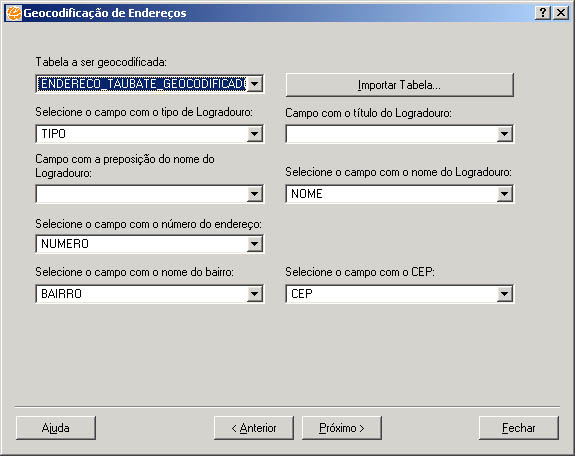 Geocodificação de Endereços
Tabela a ser geocodificada:
ENDERECO_TAUBATE_GEOCODIFICAD
Importar Tabela...
Selecione o campo com o tipo de Logradouro:
Campo com o título do Logradouro:
TIPO
Campo com a preposição do nome do
Logradouro:
Selecione o campo com o nome do Logradouro:
NOME
Selecione o campo com o número do endereço:
NUMERO
Selecione o campo com o nome do bairro:
Selecione o campo com o CEP:
BAIRRO
CEP
Ajuda
< Anterior
Próximo >
Fechar